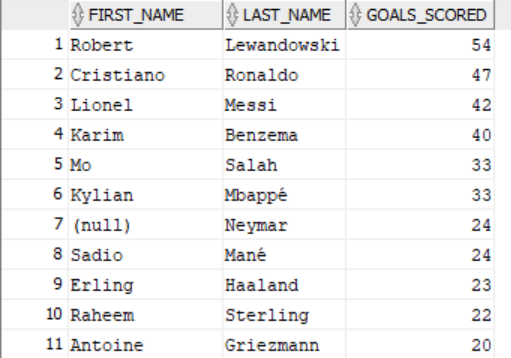 FIRST_NAME LAST_NAME GOALS_SCORED
1 Robert Lewandowski 54
2 Cristiano Ronaldo 47
3 Lionel Messi 42
4 Karim Benzema 40
5 Mo Salah 33
6 Kylian Mbappé 33
7 (null) Neymar 24
8 Sadio Mané 24
9 Erling Haaland 23
10 Raheem Sterling 22
11 Antoine Griezmann 20